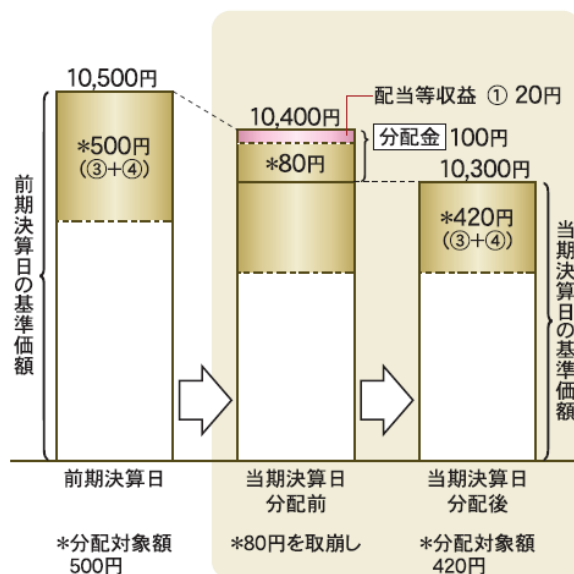 10,500円
配当等収益 ① 20円
10,400円
分配金 100円
*500円
(③+④)
*80円
10,300円
*420円
(③+④)
前期決算日の基準価額
当期決算日の基準価額
前期決算日
当期決算日
分配前
当期決算日
分配後
*分配対象額
500円
*80円を取崩し
*分配対象額
420円